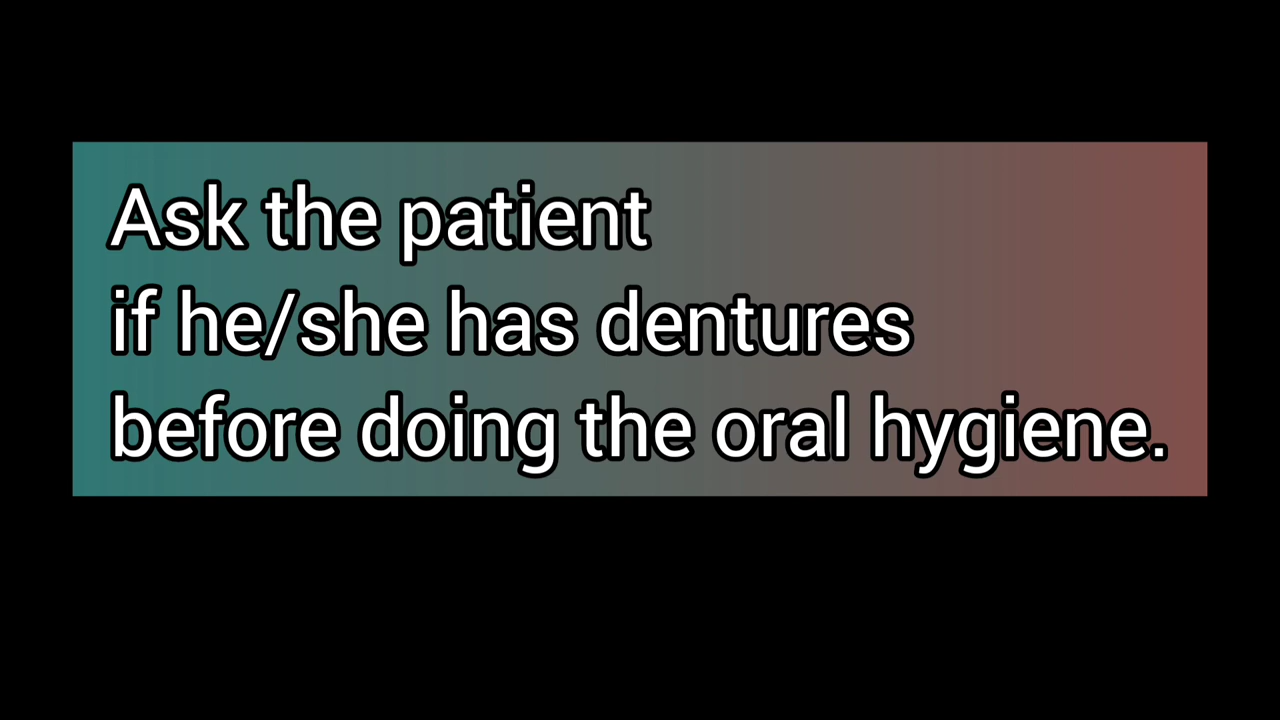 Ask the patient
if he/she has dentures
before doing the oral hygiene.